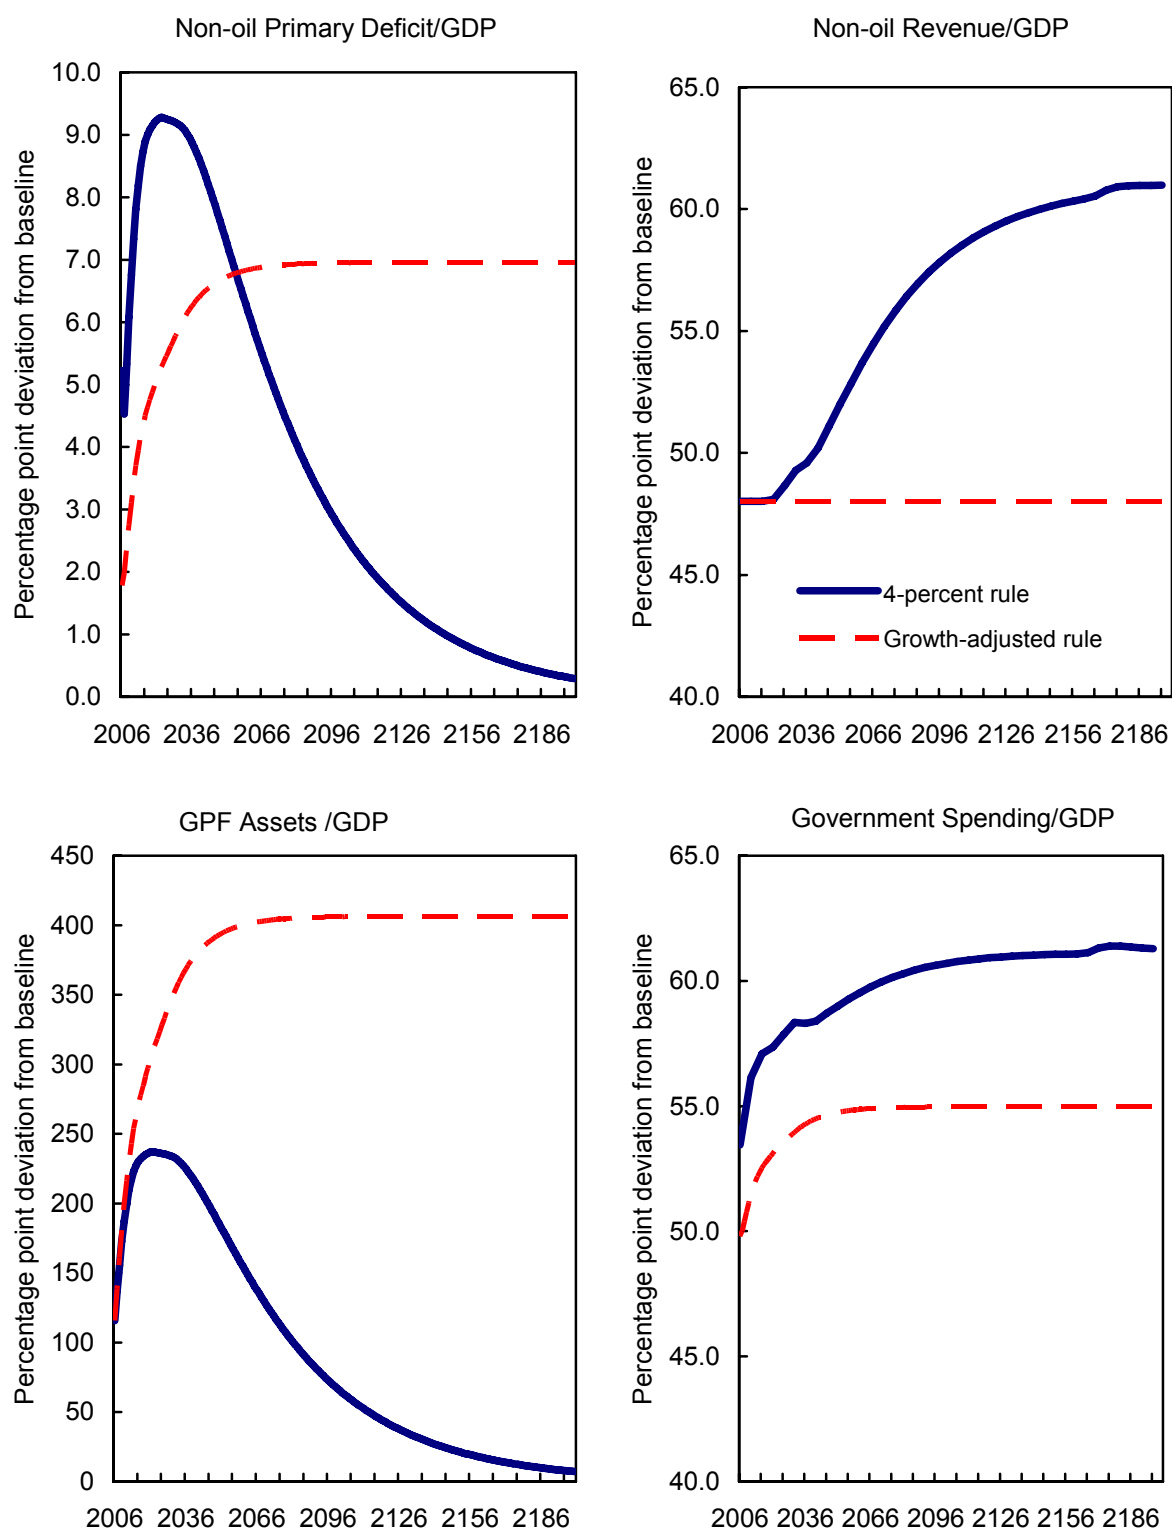 Non-oil Primary Deficit/GDP
Percentage point deviation from baseline
10.0
9.0
8.0
7.0
6.0
5.0
4.0
3.0
2.0
1.0
0.0
2006 2036 2066 2096 2126 2156 2186
Non-oil Revenue/GDP
Percentage point deviation from baseline
65.0
60.0
55.0
50.0
45.0
40.0
4-percent rule
Growth-adjusted rule
2006 2036 2066 2096 2126 2156 2186
GPF Assets /GDP
Percentage point deviation from baseline
450
400
350
300
250
200
150
100
50
0
2006 2036 2066 2096 2126 2156 2186
Government Spending/GDP
Percentage point deviation from baseline
65.0
60.0
55.0
50.0
45.0
40.0
2006 2036 2066 2096 2126 2156 2186